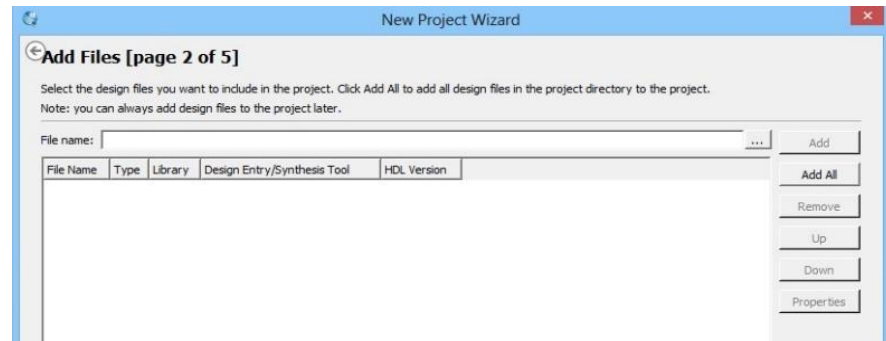 New Project Wizard
Add Files [page 2 of 5]
Select the design files you want to include in the project. Click Add All to add all design files in the project directory to the project.
Note: you can always add design files to the project later.
File name: ... Add
File Name Type Library Design Entry/Synthesis Tool HDL Version Add All
Remove
Up
Down
Properties